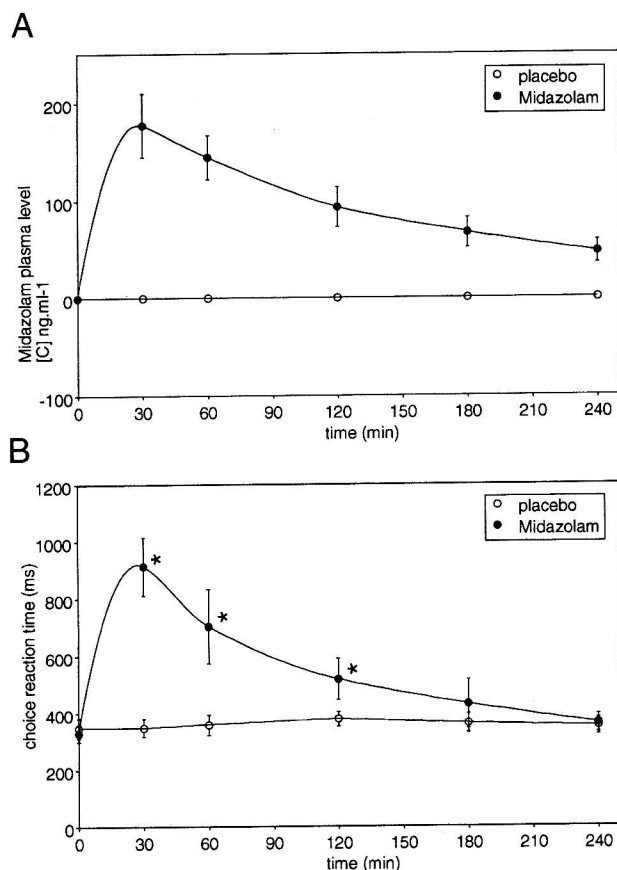 A
placebo
Midazolam
200
100
0
-100
Midazolam plasma level
[C] ng.ml-1
0 30 60 90 120 150 180 210 240
time (min)
B
1200
1000
800
600
400
200
0
placebo
Midazolam
choice reaction time (ms)
*
*
*
0 30 60 90 120 150 180 210 240
time (min)